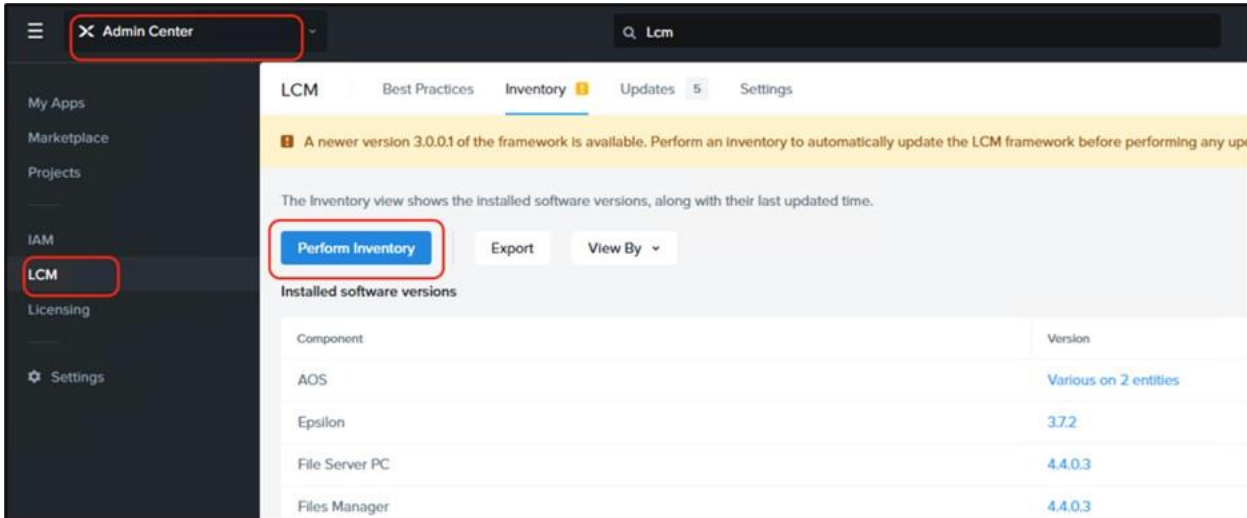 Admin Center
Lcm
My Apps
Marketplace
Projects
IAM
LCM
Licensing
Settings
LCM Best Practices Inventory Updates 5 Settings
A newer version 3.0.0.1 of the framework is available. Perform an inventory to automatically update the LCM framework before performing any
The Inventory view shows the installed software versions, along with their last updated time.
Perform Inventory Export View By
Installed software versions
Component Version
AOS Various on 2 entities
Epsilon 3.7.2
File Server PC 4.4.0.3
Files Manager 4.4.0.3